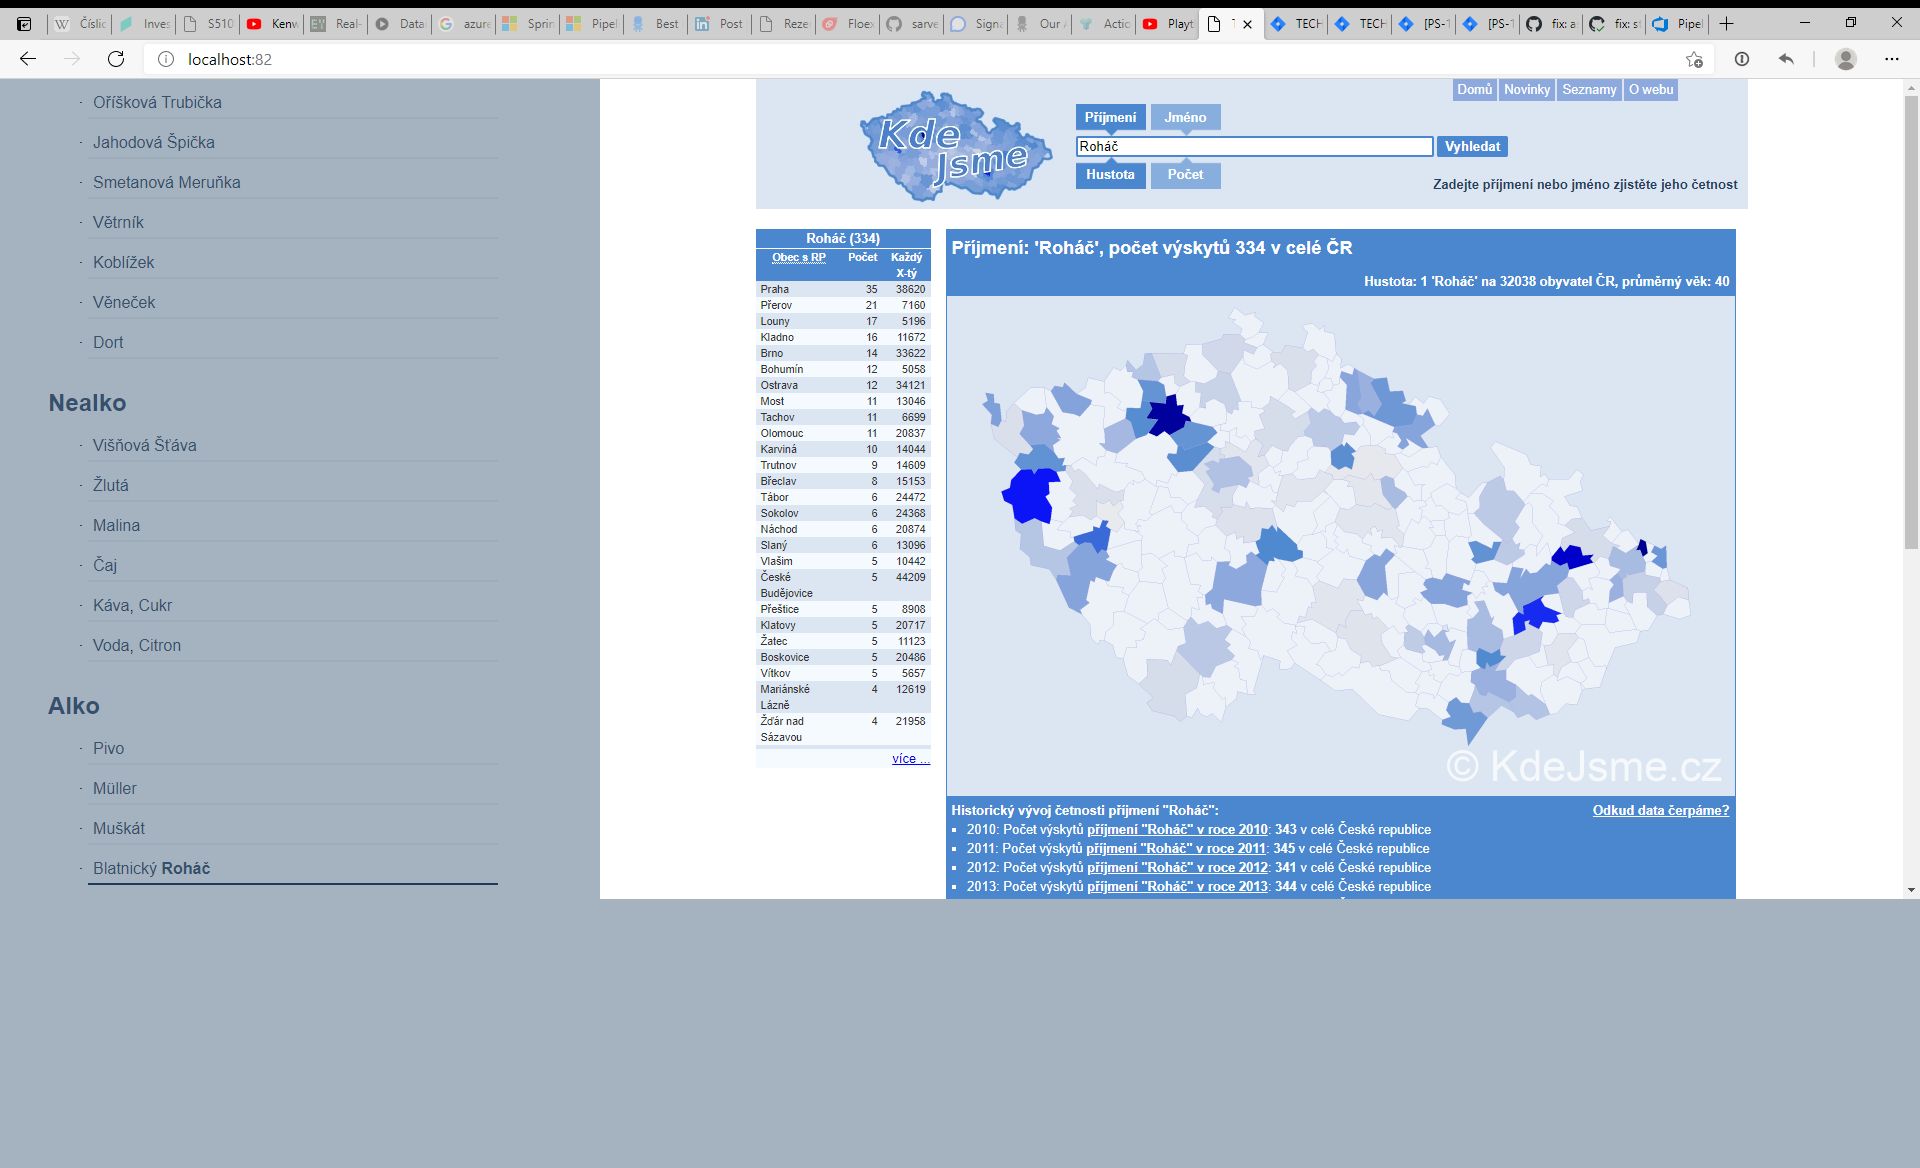 Číslic
Inves
S510
Kenw
Real-
Data
azure
Sprin
Pipel
Best
Post
Rezer
Floex
sarve
Signa
Our A
Actio
Playt
TECH
TECH
[PS-1
[PS-1
fix: a
fix: st
Pipel
localhost:82
Oříšková Trubička
Jahodová Špička
Smetanová Meruňka
Větrník
Koblížek
Věneček
Dort
Nealko
Višňová Šťáva
Žlutá
Malina
Čaj
Káva, Cukr
Voda, Citron
Alko
Pivo
Müller
Muškát
Blatnický Roháč
Domů Novinky Seznamy O webu
Kde Jsme
Příjmení Jméno
Roháč Vyhledat
Hustota Počet
Zadejte příjmení nebo jméno zjistěte jeho četnost
Roháč (334)
Obec s RP Počet Každý X-tý
Praha 35 38620
Přerov 21 7160
Louny 17 5196
Kladno 16 11672
Brno 14 33622
Bohumín 12 5058
Ostrava 12 34121
Most 11 13046
Tachov 11 6699
Olomouc 11 20837
Karviná 10 14044
Trutnov 9 14609
Břeclav 8 15153
Tábor 6 24472
Sokolov 6 24368
Náchod 6 20874
Slaný 6 13096
Vlašim 5 10442
České Budějovice 5 44209
Přeštice 5 8908
Klatovy 5 20717
Žatec 5 11123
Boskovice 5 20486
Vítkov 5 5657
Mariánské Lázně 4 12619
Žďár nad Sázavou 4 21958
více ...
Příjmení: 'Roháč', počet výskytů 334 v celé ČR
Hustota: 1 'Roháč' na 32038 obyvatel ČR, průměrný věk: 40
© KdeJsme.cz
Historický vývoj četnosti příjmení "Roháč": Odkud data čerpáme?
2010: Počet výskytů příjmení "Roháč" v roce 2010: 343 v celé České republice
2011: Počet výskytů příjmení "Roháč" v roce 2011: 345 v celé České republice
2012: Počet výskytů příjmení "Roháč" v roce 2012: 341 v celé České republice
2013: Počet výskytů příjmení "Roháč" v roce 2013: 344 v celé České republice